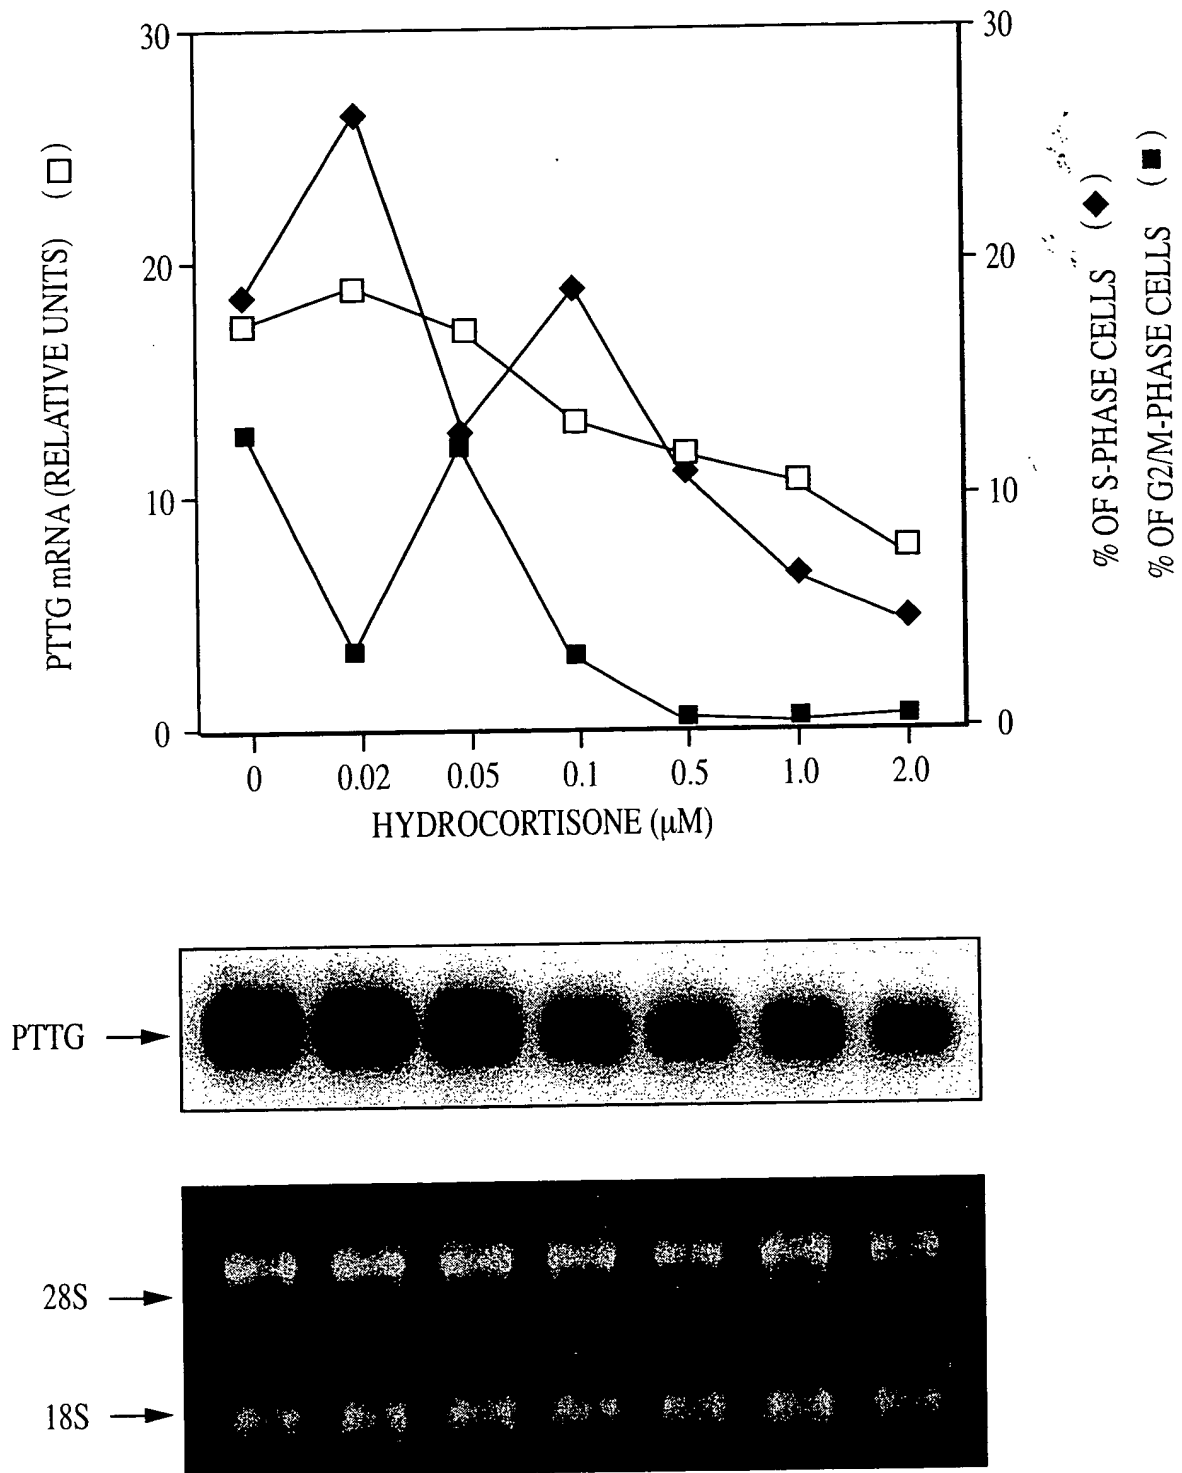 30
20
10
0
PTTG mRNA (RELATIVE UNITS) (□)
30
20
10
0
% OF S-PHASE CELLS (◆)
% OF G2/M-PHASE CELLS (■)
0 0.02 0.05 0.1 0.5 1.0 2.0
HYDROCORTISONE (μM)
PTTG
28S
18S